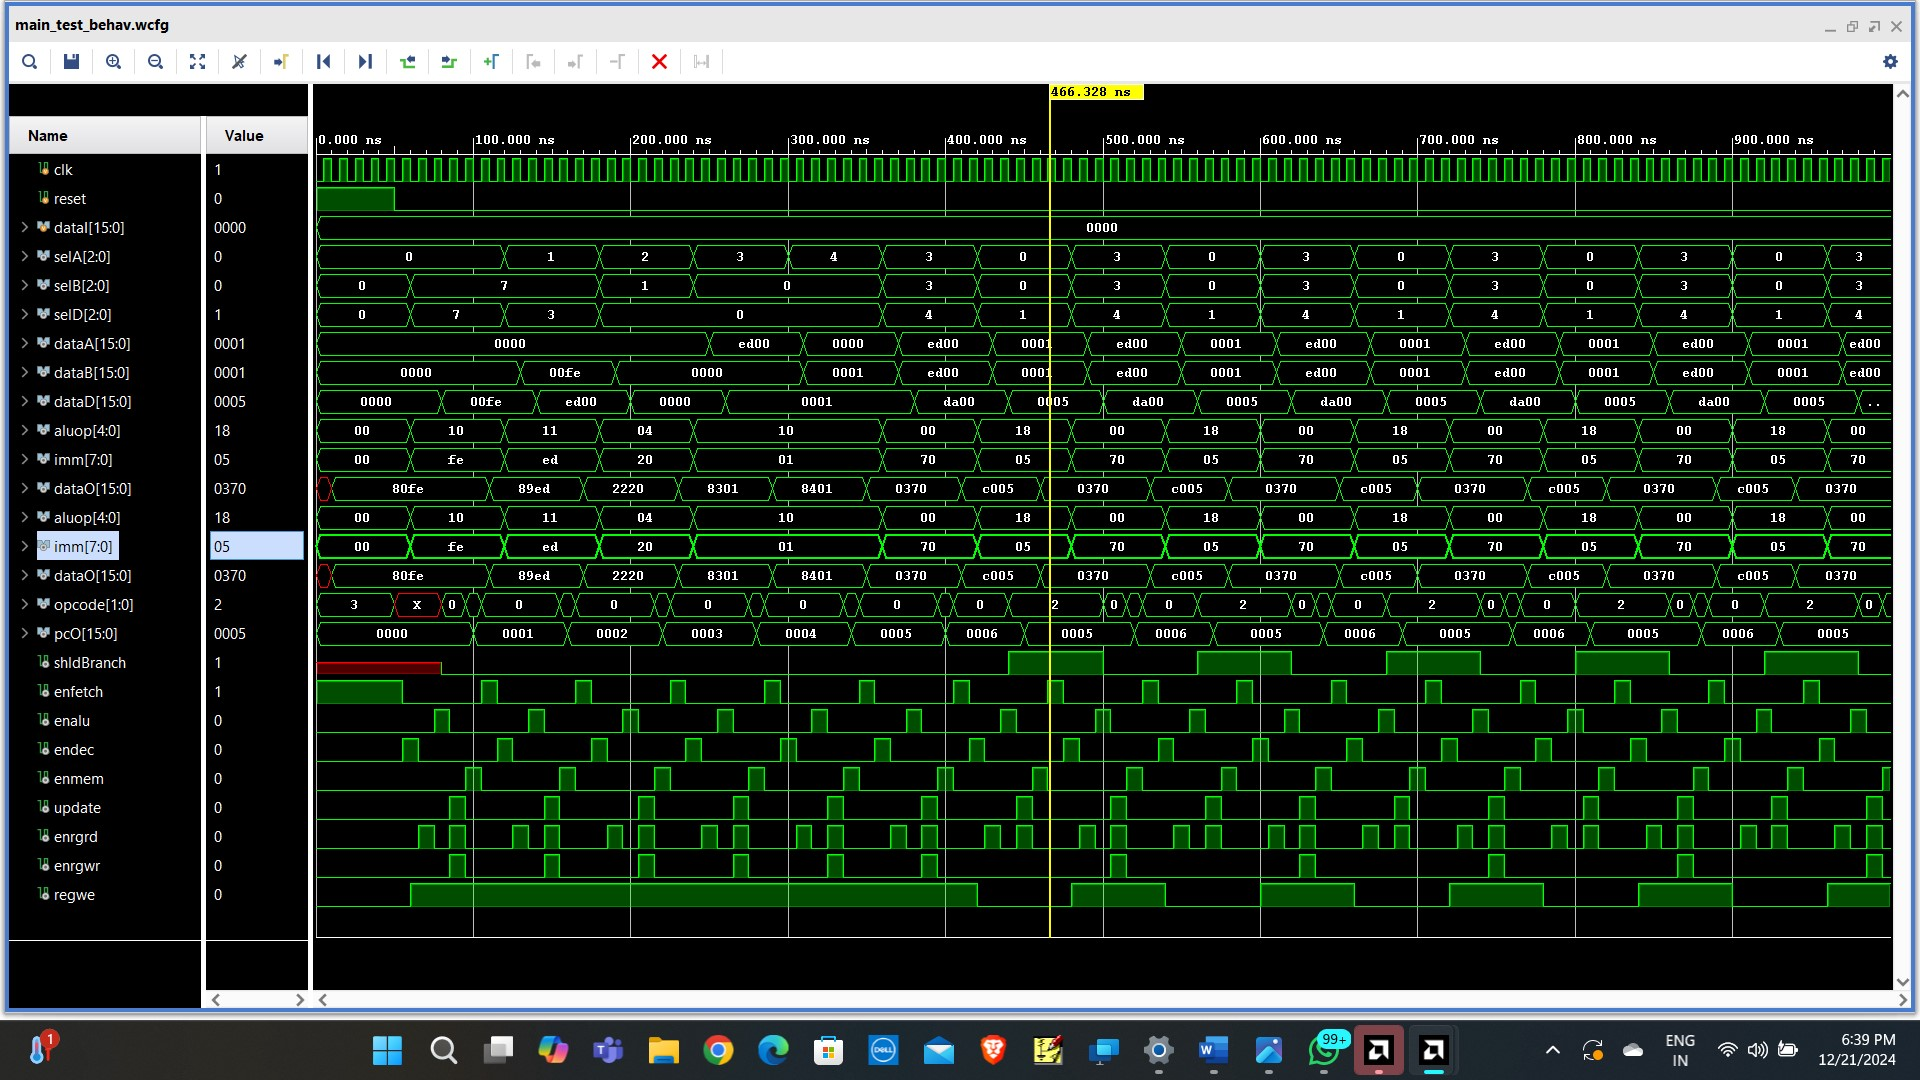 main_test_behav.wcfg
466.328 ns
Name Value
0.000 ns 100.000 ns 200.000 ns 300.000 ns 400.000 ns 500.000 ns 600.000 ns 700.000 ns 800.000 ns 900.000 ns
clk 1
reset 0
dataI[15:0] 0000 0000
selA[2:0] 0 0 1 2 3 4 3 0 3 0 3 0 3 0 3 0 3
selB[2:0] 0 0 7 1 0 3 0 3 0 3 0 3 0 3 0 3
selD[2:0] 1 0 7 3 0 4 1 4 1 4 1 4 1 4 1 4
dataA[15:0] 0001 0000 ed00 0000 ed00 0001 ed00 0001 ed00 0001 ed00 0001 ed00 0001 ed00
dataB[15:0] 0001 0000 00fe 0000 0001 ed00 0001 ed00 0001 ed00 0001 ed00 0001 ed00 0001 ed00
dataD[15:0] 0005 0000 00fe ed00 0000 0001 da00 0005 da00 0005 da00 0005 da00 0005 da00 0005 ..
aluop[4:0] 18 00 10 11 04 10 00 18 00 18 00 18 00 18 00 18 00
imm[7:0] 05 00 fe ed 20 01 70 05 70 05 70 05 70 05 70 05 70
dataO[15:0] 0370 80fe 89ed 2220 8301 8401 0370 c005 0370 c005 0370 c005 0370 c005 0370 c005 0370
aluop[4:0] 18 00 10 11 04 10 00 18 00 18 00 18 00 18 00 18 00
imm[7:0] 05 00 fe ed 20 01 70 05 70 05 70 05 70 05 70 05 70
dataO[15:0] 0370 80fe 89ed 2220 8301 8401 0370 c005 0370 c005 0370 c005 0370 c005 0370 c005 0370
opcode[1:0] 2 3 X 0 0 0 0 0 0 0 2 0 0 2 0 0 2 0 0 2 0 0 2 0
pcO[15:0] 0005 0000 0001 0002 0003 0004 0005 0006 0005 0006 0005 0006 0005 0006 0005 0006 0005
shldBranch 1
enfetch 1
enalu 0
endec 0
enmem 0
update 0
enrgrd 0
enrgwr 0
regwe 0
1
DELL
99+
ENG
IN
6:39 PM
12/21/2024